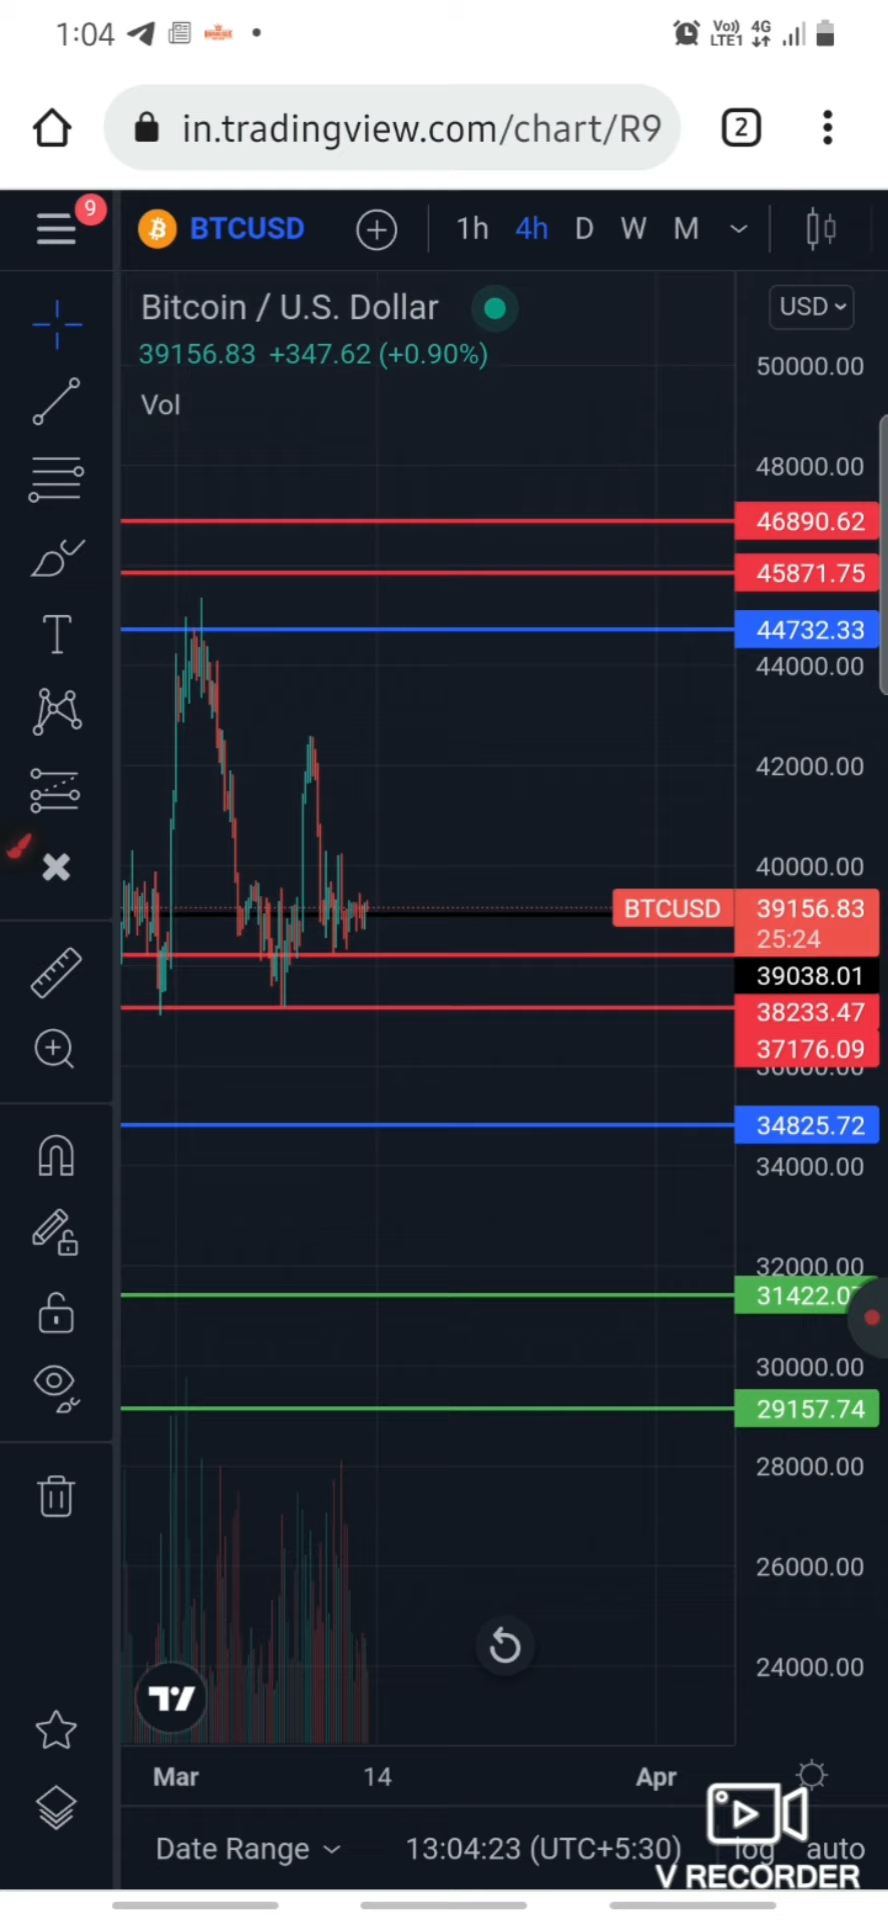 1:04
Vo)) 4G
LTE1
in.tradingview.com/chart/R9
2
9
BTCUSD
1h 4h D W M
Bitcoin / U.S. Dollar
USD
39156.83 +347.62 (+0.90%)
Vol
50000.00
48000.00
46890.62
45871.75
44732.33
44000.00
42000.00
40000.00
BTCUSD 39156.83
25:24
39038.01
38233.47
37176.09
34825.72
34000.00
32000.00
30000.00
29157.74
28000.00
26000.00
24000.00
Mar 14 Apr
Date Range 13:04:23 (UTC+5:30) log auto
V RECORDER